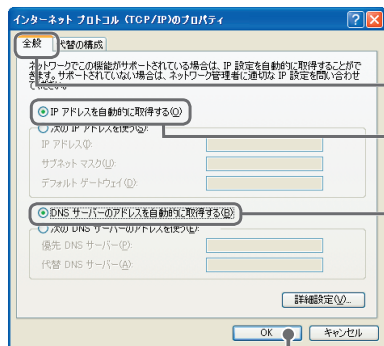 インターネット プロトコル (TCP/IP)のプロパティ
全般
代替の構成
ネットワークでこの機能がサポートされている場合は、IP 設定を自動的に取得することがで
きます。サポートされていない場合は、ネットワーク管理者に適切な IP 設定を問い合わせ
てください。
IP アドレスを自動的に取得する(O)
次の IP アドレスを使う(S):
IP アドレス(I):
サブネット マスク(U):
デフォルト ゲートウェイ(D):
DNS サーバーのアドレスを自動的に取得する(B)
次の DNS サーバーのアドレスを使う(E):
優先 DNS サーバー(P):
代替 DNS サーバー(A):
詳細設定(V)...
OK
キャンセル